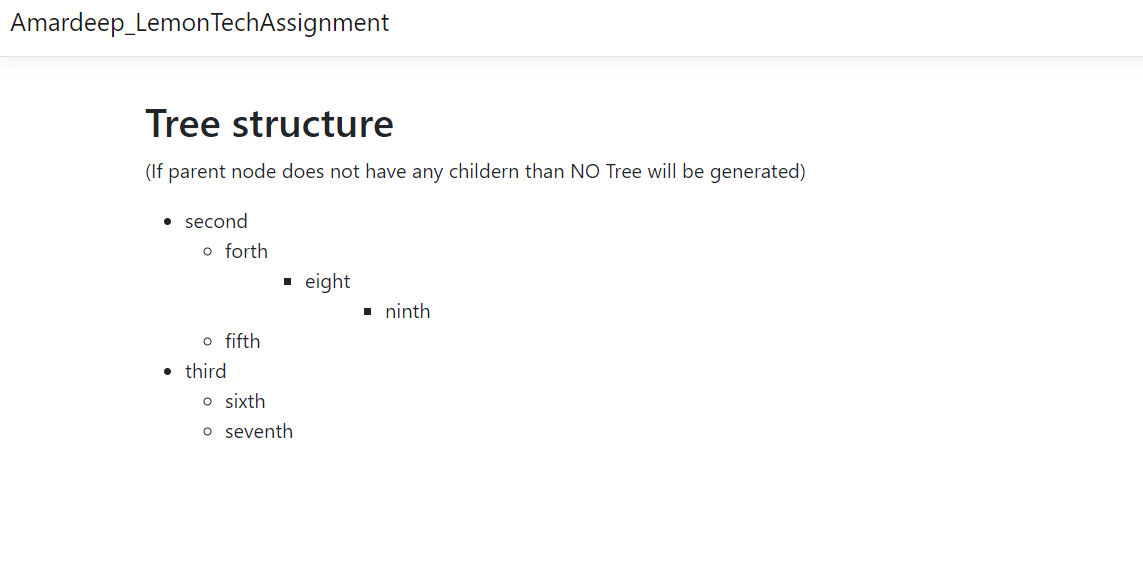 Amardeep_LemonTechAssignment
Tree structure
(If parent node does not have any childern than NO Tree will be generated)
second
forth
eight
ninth
fifth
third
sixth
seventh